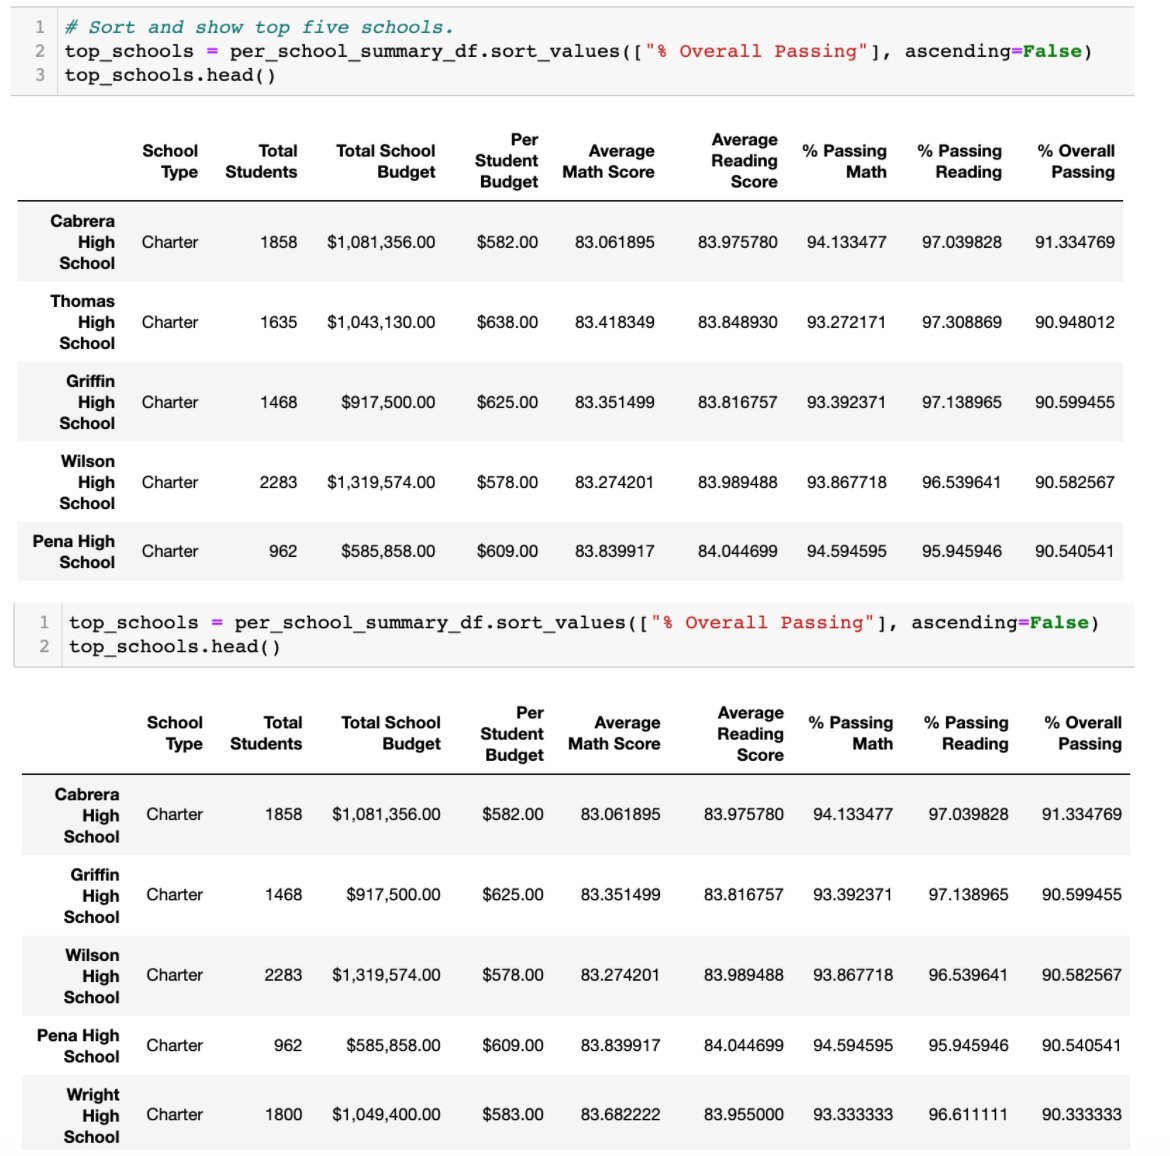 1 # Sort and show top five schools.
2 top_schools = per_school_summary_df.sort_values(["% Overall Passing"], ascending=False)
3 top_schools.head()
School Type Total Students Total School Budget Per Student Budget Average Math Score Average Reading Score % Passing Math % Passing Reading % Overall Passing
Cabrera High School Charter 1858 $1,081,356.00 $582.00 83.061895 83.975780 94.133477 97.039828 91.334769
Thomas High School Charter 1635 $1,043,130.00 $638.00 83.418349 83.848930 93.272171 97.308869 90.948012
Griffin High School Charter 1468 $917,500.00 $625.00 83.351499 83.816757 93.392371 97.138965 90.599455
Wilson High School Charter 2283 $1,319,574.00 $578.00 83.274201 83.989488 93.867718 96.539641 90.582567
Pena High School Charter 962 $585,858.00 $609.00 83.839917 84.044699 94.594595 95.945946 90.540541
1 top_schools = per_school_summary_df.sort_values(["% Overall Passing"], ascending=False)
2 top_schools.head()
School Type Total Students Total School Budget Per Student Budget Average Math Score Average Reading Score % Passing Math % Passing Reading % Overall Passing
Cabrera High School Charter 1858 $1,081,356.00 $582.00 83.061895 83.975780 94.133477 97.039828 91.334769
Griffin High School Charter 1468 $917,500.00 $625.00 83.351499 83.816757 93.392371 97.138965 90.599455
Wilson High School Charter 2283 $1,319,574.00 $578.00 83.274201 83.989488 93.867718 96.539641 90.582567
Pena High School Charter 962 $585,858.00 $609.00 83.839917 84.044699 94.594595 95.945946 90.540541
Wright High School Charter 1800 $1,049,400.00 $583.00 83.682222 83.955000 93.333333 96.611111 90.333333